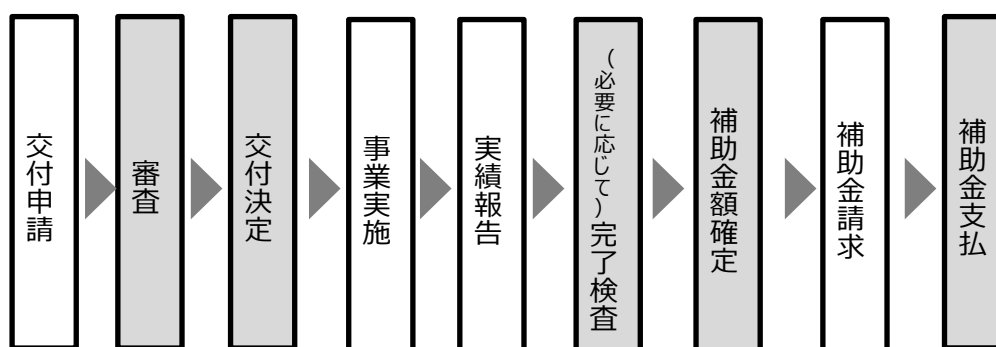 交付申請
審査
交付決定
事業実施
実績報告
（必要に応じて）完了検査
補助金額確定
補助金請求
補助金支払